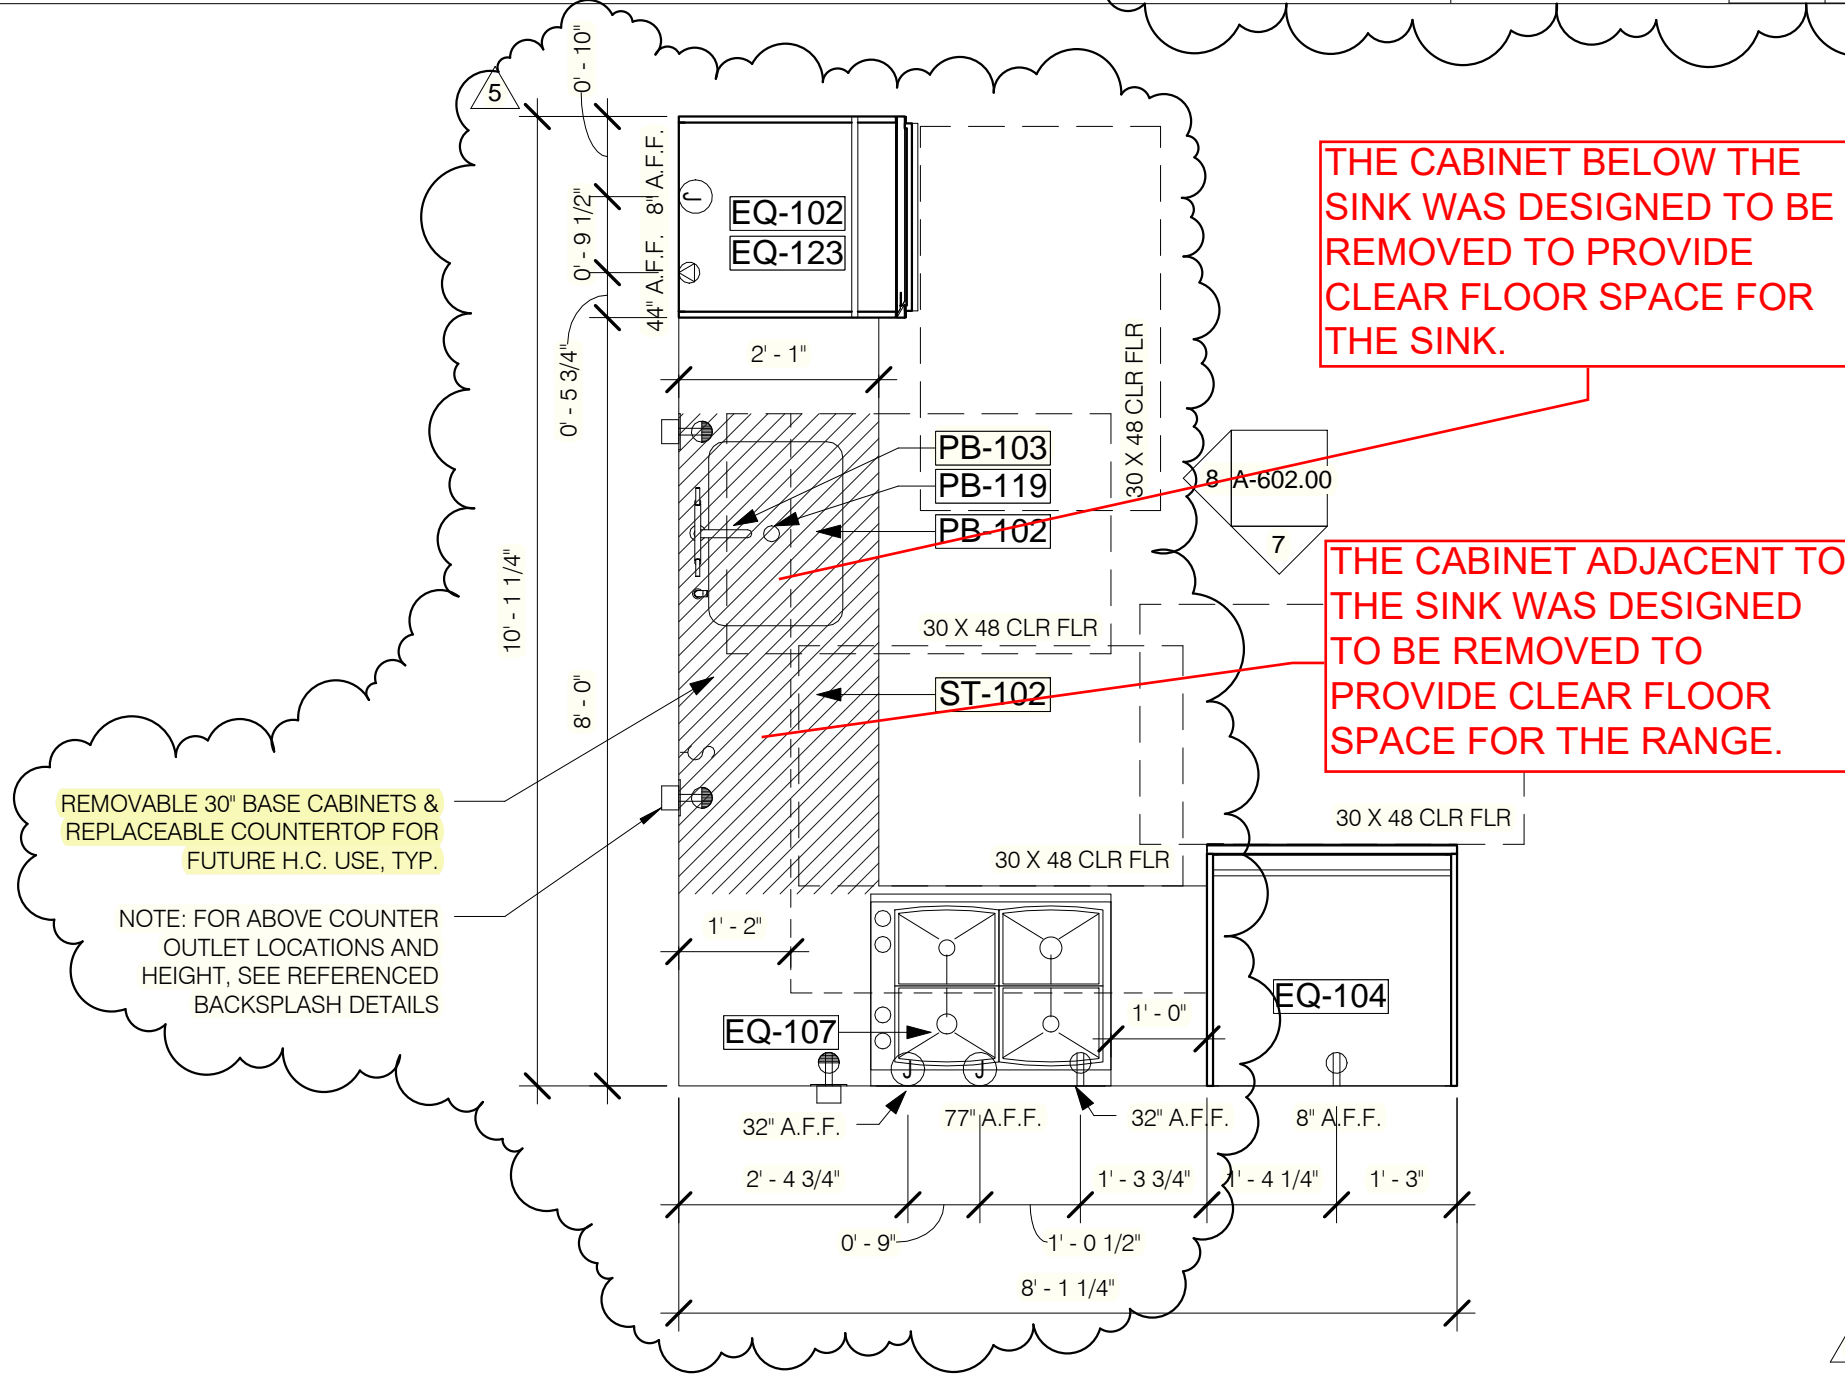 5
0' - 10"
0' - 9 1/2"
0' - 5 3/4"
8" A.F.F.
44" A.F.F.
J
EQ-102
EQ-123
THE CABINET BELOW THE
SINK WAS DESIGNED TO BE
REMOVED TO PROVIDE
CLEAR FLOOR SPACE FOR
THE SINK.
2' - 1"
30 X 48 CLR FLR
PB-103
PB-119
PB-102
8
A-602.00
7
10' - 1 1/4"
8' - 0"
30 X 48 CLR FLR
ST-102
THE CABINET ADJACENT TO
THE SINK WAS DESIGNED
TO BE REMOVED TO
PROVIDE CLEAR FLOOR
SPACE FOR THE RANGE.
S
REMOVABLE 30" BASE CABINETS &
REPLACEABLE COUNTERTOP FOR
FUTURE H.C. USE, TYP.
30 X 48 CLR FLR
30 X 48 CLR FLR
NOTE: FOR ABOVE COUNTER
OUTLET LOCATIONS AND
HEIGHT, SEE REFERENCED
BACKSPLASH DETAILS
1' - 2"
EQ-104
1' - 0"
EQ-107
J
J
32" A.F.F.
77" A.F.F.
32" A.F.F.
8" A.F.F.
2' - 4 3/4"
1' - 3 3/4"
1' - 4 1/4"
1' - 3"
0' - 9"
1' - 0 1/2"
8' - 1 1/4"